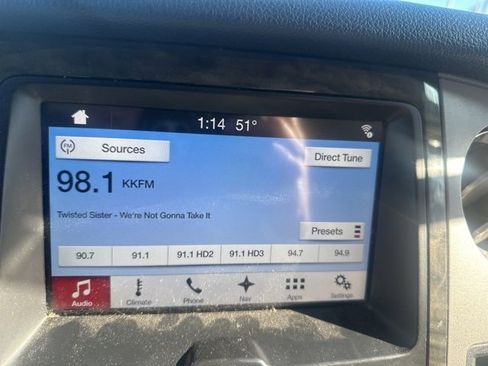 1:14 51°
FM Sources Direct Tune
98.1 KKFM
Twisted Sister - We're Not Gonna Take It
Presets
90.7 91.1 91.1 HD2 91.1 HD3 94.7 94.9
Audio Climate Phone Nav Apps Settings